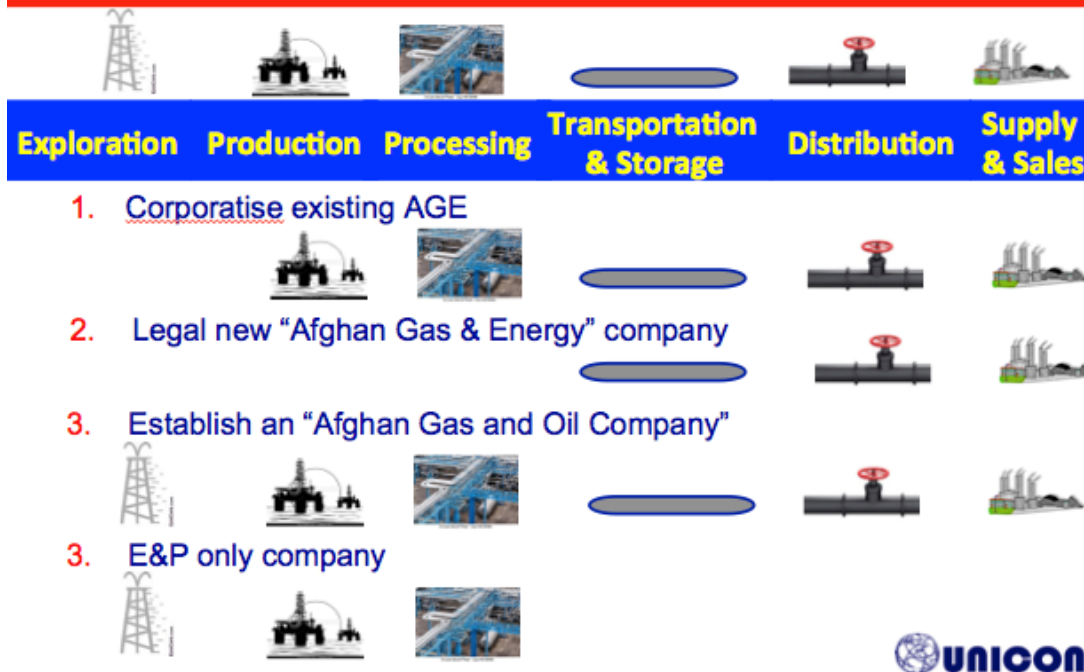 Exploration
Production
Processing
Transportation
& Storage
Distribution
Supply
& Sales
1. Corporatise existing AGE
2. Legal new “Afghan Gas & Energy” company
3. Establish an “Afghan Gas and Oil Company”
3. E&P only company
UNICON